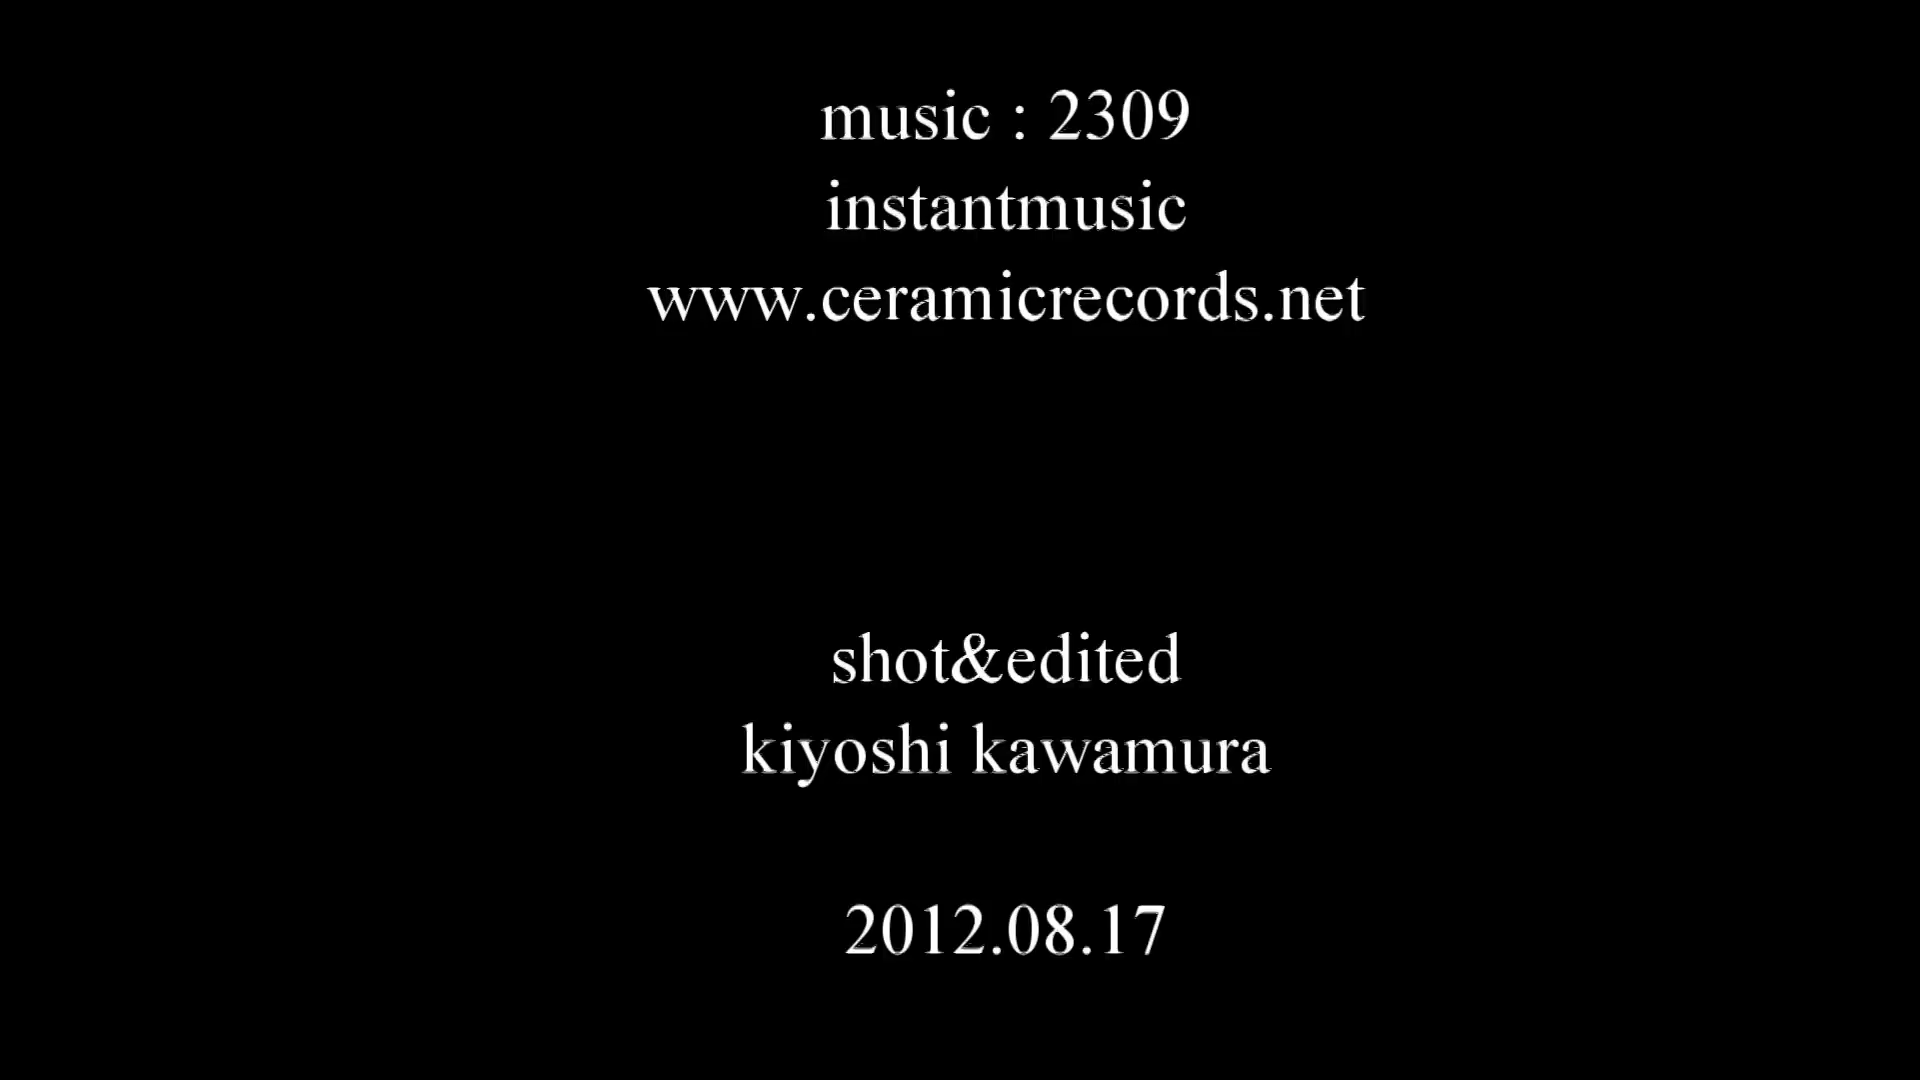 music : 2309
instantmusic
www.ceramicrecords.net
shot&edited
kiyoshi kawamura
2012.08.17